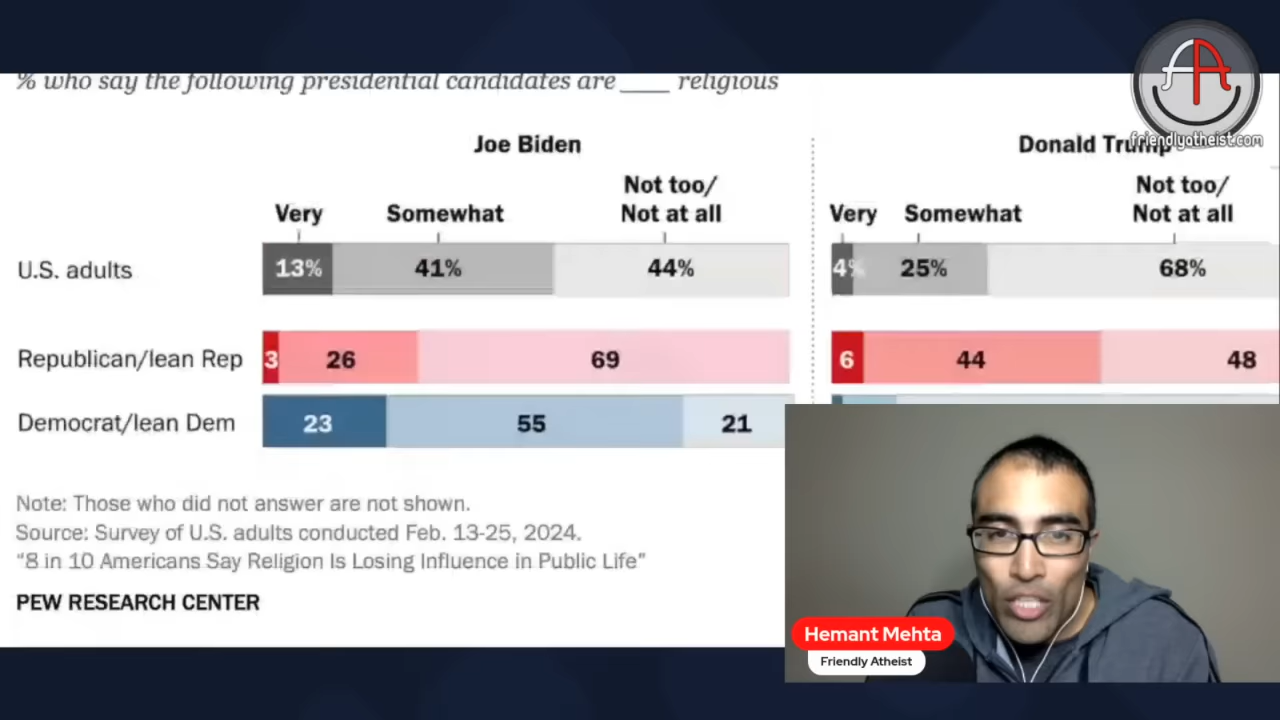 % who say the following presidential candidates are ____ religious
Joe Biden
Donald Trump
Very Somewhat Not too/ Not at all
Very Somewhat Not too/ Not at all
U.S. adults 13% 41% 44% 4% 25% 68%
Republican/lean Rep 3 26 69 6 44 48
Democrat/lean Dem 23 55 21
Note: Those who did not answer are not shown.
Source: Survey of U.S. adults conducted Feb. 13-25, 2024.
“8 in 10 Americans Say Religion Is Losing Influence in Public Life”
PEW RESEARCH CENTER
friendlyatheist.com
Hemant Mehta
Friendly Atheist